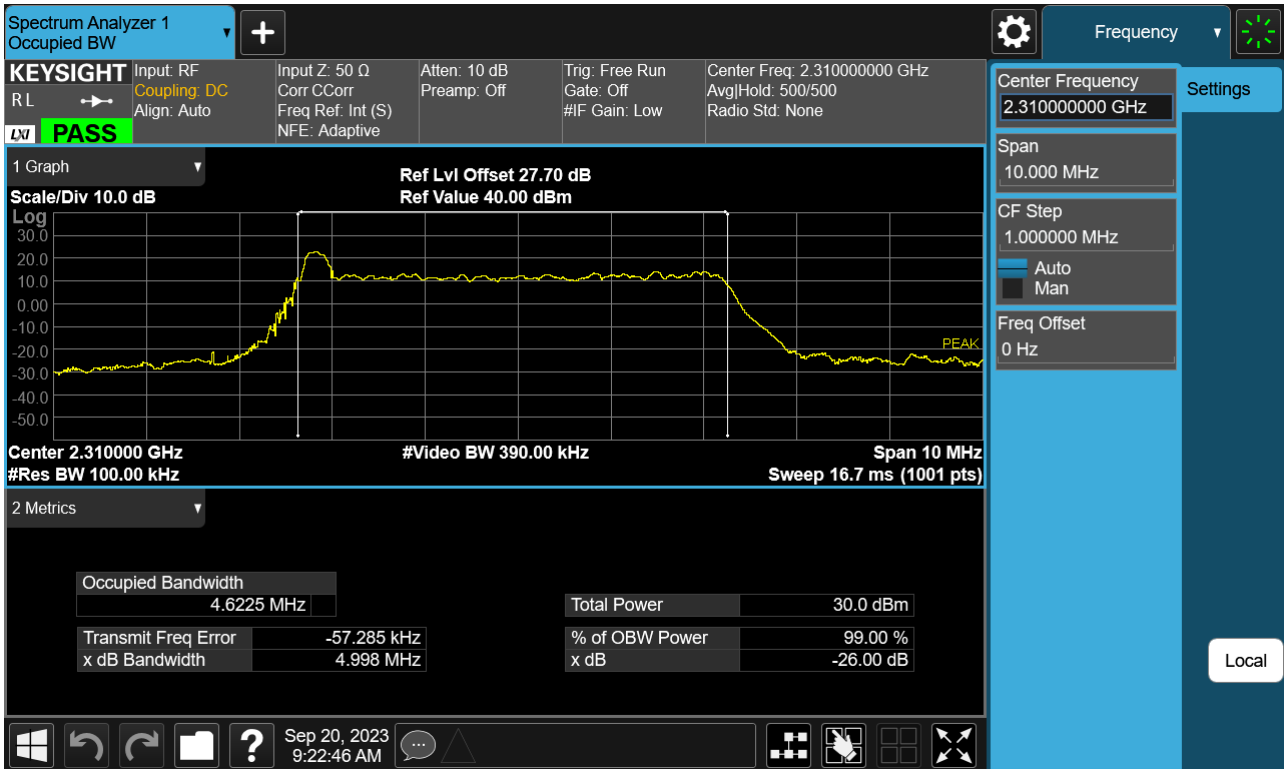 Spectrum Analyzer 1
Occupied BW
+
Frequency
KEYSIGHT
R L
LXI PASS
Input: RF
Coupling: DC
Align: Auto
Input Z: 50 Ω
Corr CCorr
Freq Ref: Int (S)
NFE: Adaptive
Atten: 10 dB
Preamp: Off
Trig: Free Run
Gate: Off
#IF Gain: Low
Center Freq: 2.310000000 GHz
Avg|Hold: 500/500
Radio Std: None
Center Frequency
2.310000000 GHz
Settings
Span
10.000 MHz
CF Step
1.000000 MHz
Auto
Man
Freq Offset
0 Hz
1 Graph
Scale/Div 10.0 dB
Ref Lvl Offset 27.70 dB
Ref Value 40.00 dBm
Log
30.0
20.0
10.0
0.00
-10.0
-20.0
-30.0
-40.0
-50.0
PEAK
Center 2.310000 GHz
#Video BW 390.00 kHz
Span 10 MHz
#Res BW 100.00 kHz
Sweep 16.7 ms (1001 pts)
2 Metrics
Occupied Bandwidth
4.6225 MHz
Total Power 30.0 dBm
Transmit Freq Error -57.285 kHz
% of OBW Power 99.00 %
x dB Bandwidth 4.998 MHz
x dB -26.00 dB
Local
?
Sep 20, 2023
9:22:46 AM